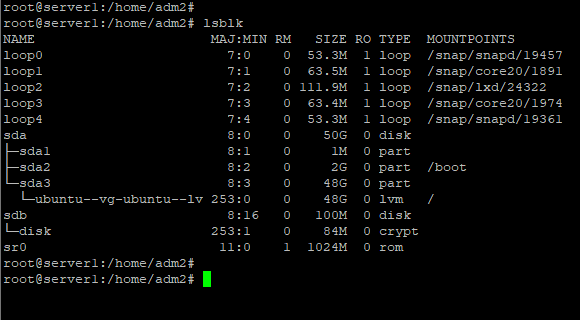 root@server1:/home/adm2#
root@server1:/home/adm2# lsblk
NAME                      MAJ:MIN RM   SIZE RO TYPE  MOUNTPOINTS
loop0                       7:0    0  53.3M  1 loop  /snap/snapd/19457
loop1                       7:1    0  63.5M  1 loop  /snap/core20/1891
loop2                       7:2    0 111.9M  1 loop  /snap/lxd/24322
loop3                       7:3    0  63.4M  1 loop  /snap/core20/1974
loop4                       7:4    0  53.3M  1 loop  /snap/snapd/19361
sda                         8:0    0    50G  0 disk
├─sda1                      8:1    0     1M  0 part
├─sda2                      8:2    0     2G  0 part  /boot
└─sda3                      8:3    0    48G  0 part
  └─ubuntu--vg-ubuntu--lv 253:0    0    48G  0 lvm   /
sdb                         8:16   0   100M  0 disk
└─disk                    253:1    0    84M  0 crypt
sr0                        11:0    1  1024M  0 rom
root@server1:/home/adm2#
root@server1:/home/adm2#